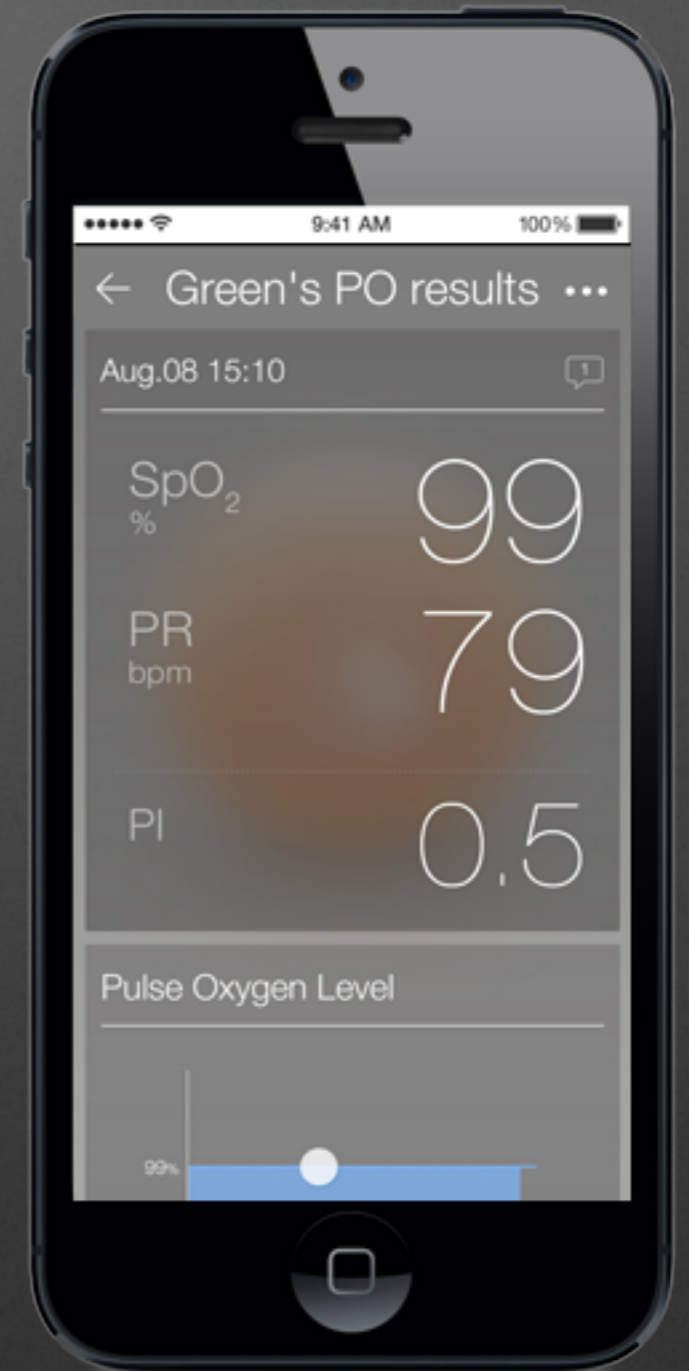 9:41 AM 100%
Green's PO results
Aug.08 15:10 1
SpO₂ 99
%
PR 79
bpm
PI 0.5
Pulse Oxygen Level
99%